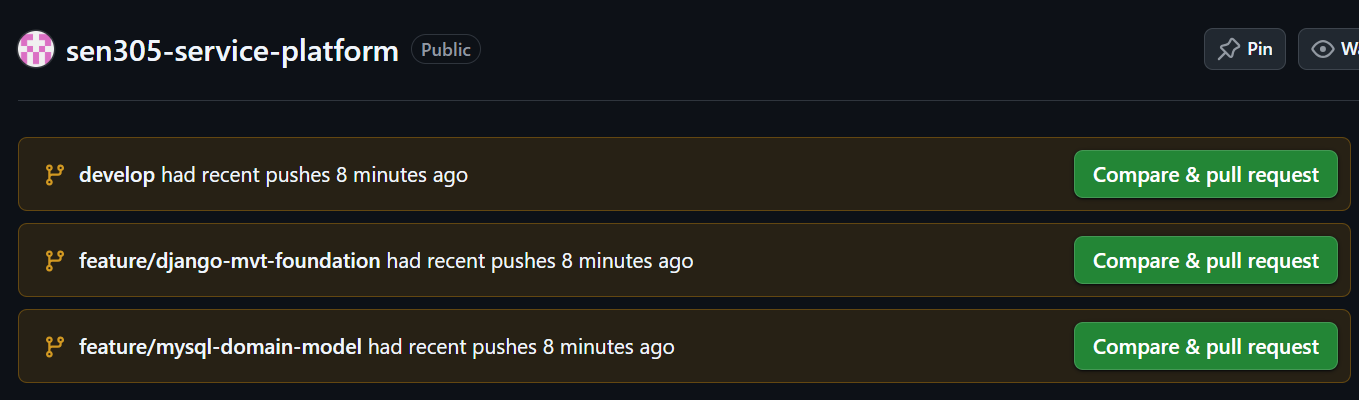 sen305-service-platform Public Pin
develop had recent pushes 8 minutes ago Compare & pull request
feature/django-mvt-foundation had recent pushes 8 minutes ago Compare & pull request
feature/mysql-domain-model had recent pushes 8 minutes ago Compare & pull request